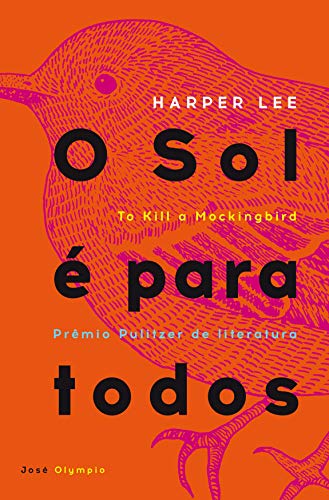 HARPER LEE
O Sol
To Kill a Mockingbird
é para
Prêmio Pulitzer de literatura
todos
José Olympio